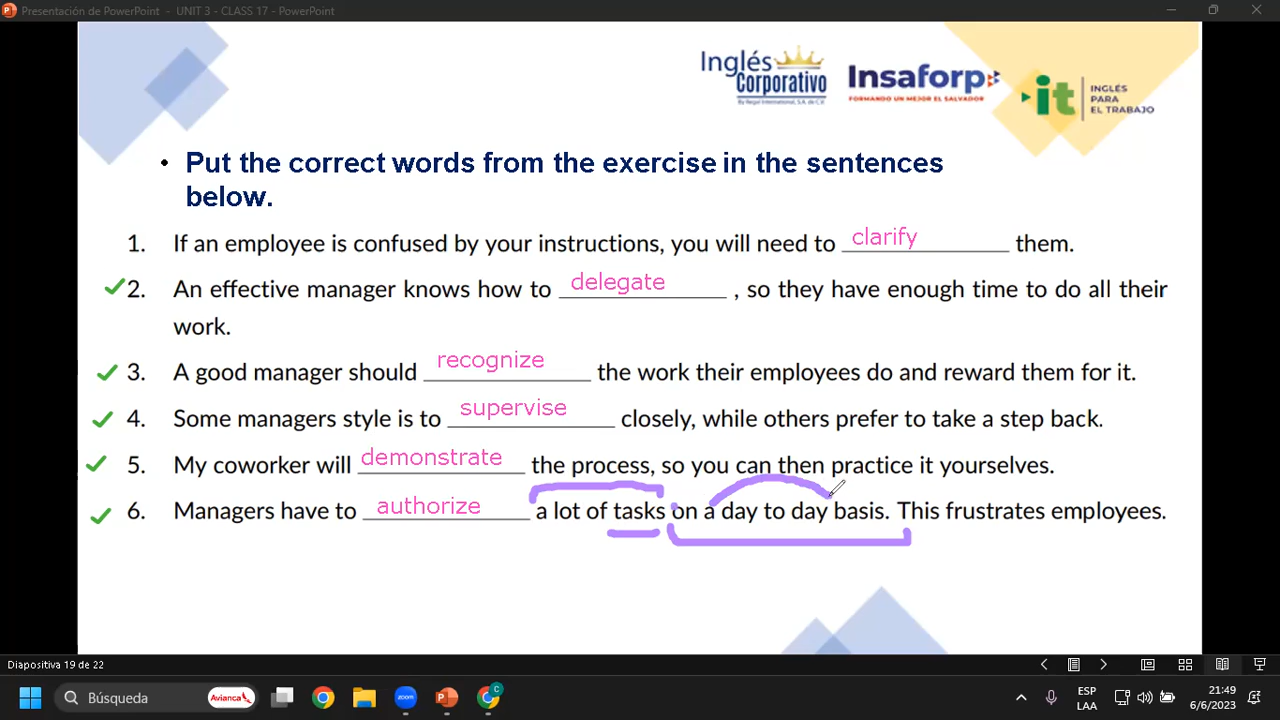 Presentación de PowerPoint - UNIT 3 - CLASS 17 - PowerPoint
Inglés
Corporativo
By Regal International, S.A. de C.V.
Insaforp
FORMANDO UN MEJOR EL SALVADOR
it
INGLÉS
PARA
EL TRABAJO
• Put the correct words from the exercise in the sentences
below.
1. If an employee is confused by your instructions, you will need to clarify them.
2. An effective manager knows how to delegate , so they have enough time to do all their
work.
3. A good manager should recognize the work their employees do and reward them for it.
4. Some managers style is to supervise closely, while others prefer to take a step back.
5. My coworker will demonstrate the process, so you can then practice it yourselves.
6. Managers have to authorize a lot of tasks on a day to day basis. This frustrates employees.
Diapositiva 19 de 22
Búsqueda
Avianca
zoom
C
ESP
LAA
21:49
6/6/2023